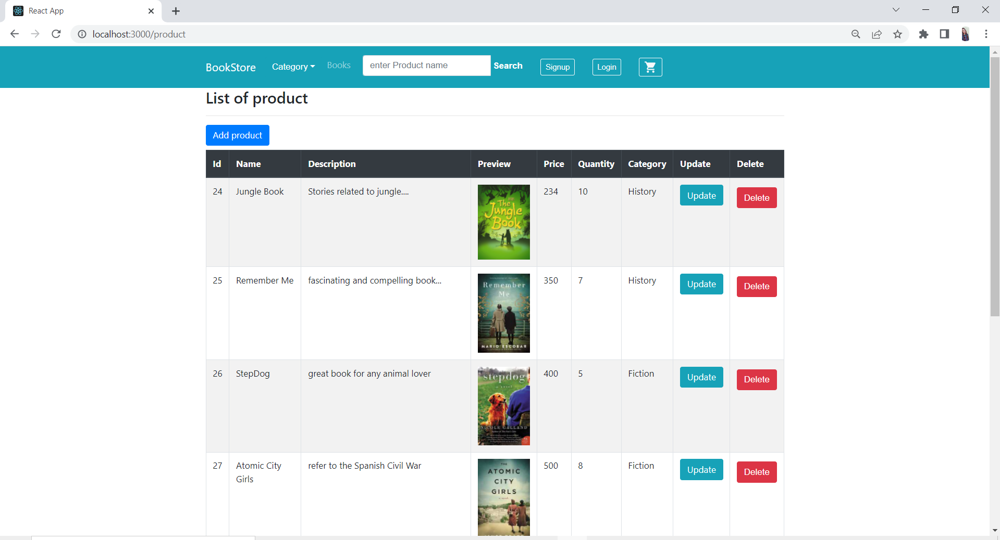 React App
localhost:3000/product
BookStore Category Books enter Product name Search Signup Login
List of product
Add product
Id Name Description Preview Price Quantity Category Update Delete
24 Jungle Book Stories related to jungle.... 234 10 History Update Delete
The
Jungle
Book
25 Remember Me fascinating and compelling book... 350 7 History Update Delete
Remember
Me
MARIO ESCOBAR
26 StepDog great book for any animal lover 400 5 Fiction Update Delete
stepdog
a novel
NICOLE GALLAND
27 Atomic City refer to the Spanish Civil War 500 8 Fiction Update Delete
Girls
THE
ATOMIC
CITY
GIRLS
a novel